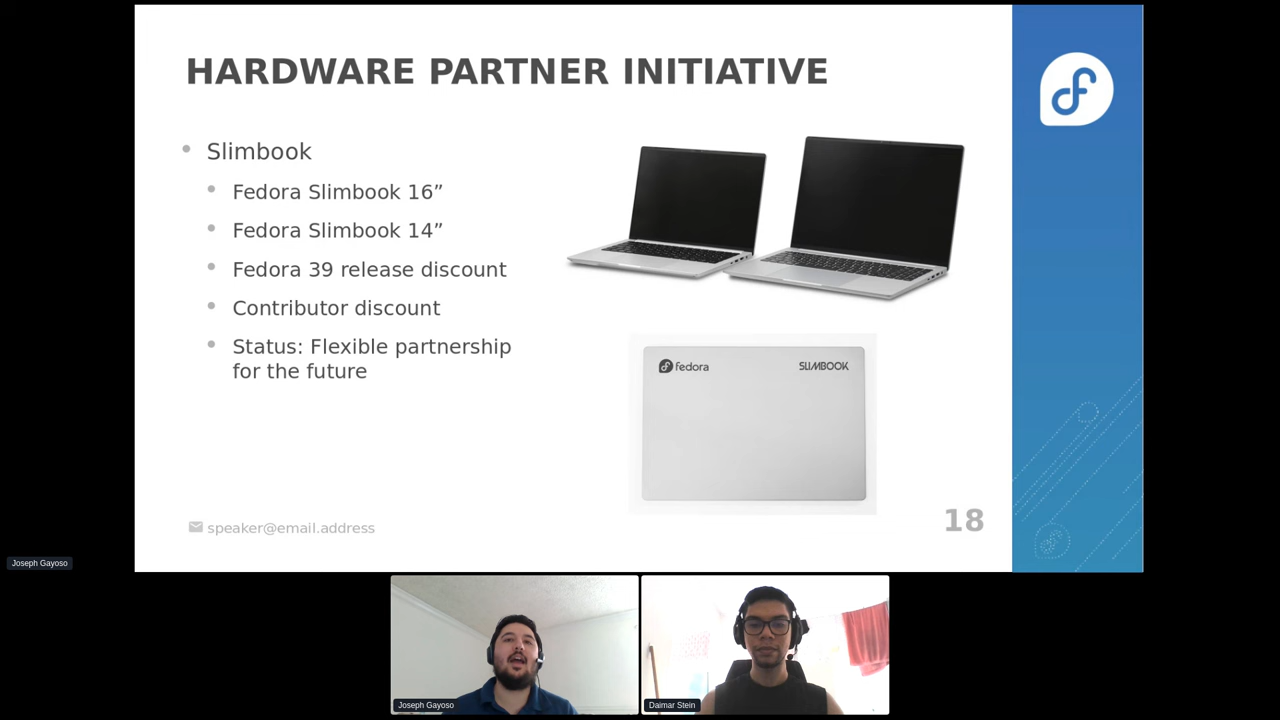 HARDWARE PARTNER INITIATIVE
Slimbook
Fedora Slimbook 16”
Fedora Slimbook 14”
Fedora 39 release discount
Contributor discount
Status: Flexible partnership
for the future
fedora
SLIMBOOK
speaker@email.address
18
Joseph Gayoso
Joseph Gayoso
Daimar Stein